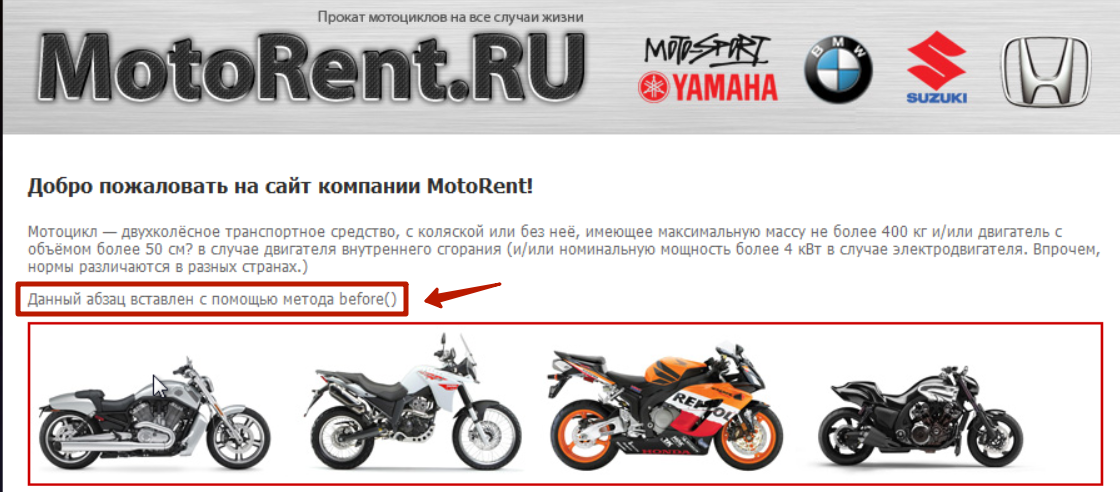 Прокат мотоциклов на все случаи жизни
MotoRent.RU
MOTO-SPORT
YAMAHA
BMW
SUZUKI
Добро пожаловать на сайт компании MotoRent!
Мотоцикл — двухколёсное транспортное средство, с коляской или без неё, имеющее максимальную массу не более 400 кг и/или двигатель с
объёмом более 50 см? в случае двигателя внутреннего сгорания (и/или номинальную мощность более 4 кВт в случае электродвигателя. Впрочем,
нормы различаются в разных странах.)
Данный абзац вставлен с помощью метода before()
REPSOL
HONDA